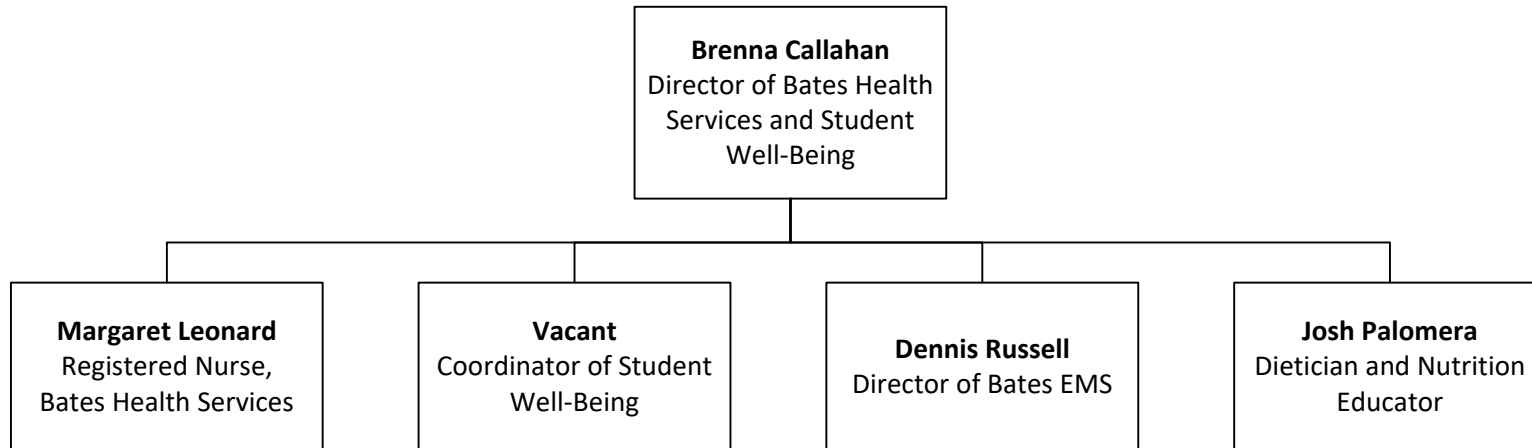 Brenna Callahan
Director of Bates Health
Services and Student
Well-Being
Margaret Leonard
Registered Nurse,
Bates Health Services
Vacant
Coordinator of Student
Well-Being
Dennis Russell
Director of Bates EMS
Josh Palomera
Dietician and Nutrition
Educator